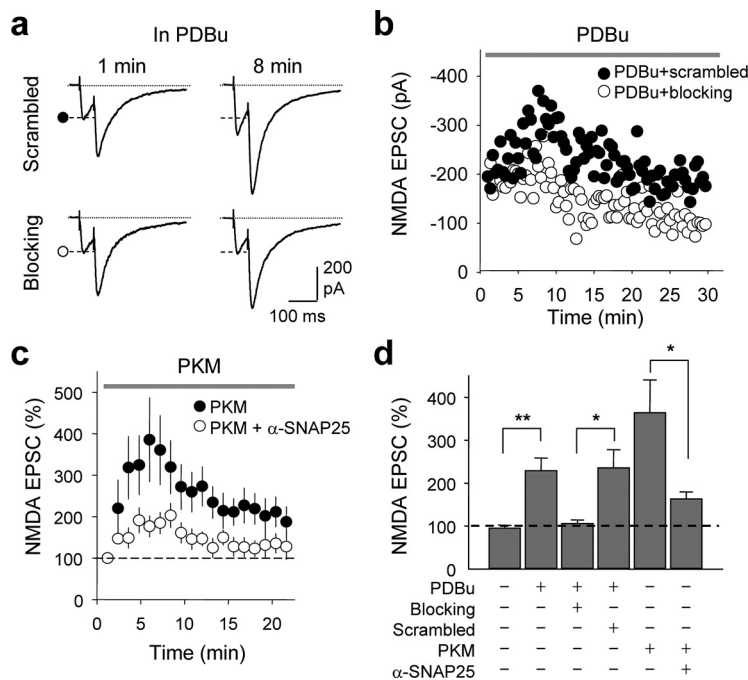 a
In PDBu
1 min
8 min
Scrambled
Blocking
200
pA
100 ms
b
PDBu
PDBu+scrambled
PDBu+blocking
NMDA EPSC (pA)
-400
-300
-200
-100
0
0 5 10 15 20 25 30
Time (min)
c
PKM
PKM
PKM + α-SNAP25
NMDA EPSC (%)
500
400
300
200
100
0
0 5 10 15 20
Time (min)
d
NMDA EPSC (%)
400
300
200
100
0
** * *
PDBu – + + + – –
Blocking – – + – – –
Scrambled – – – + – –
PKM – – – – + +
α-SNAP25 – – – – – +